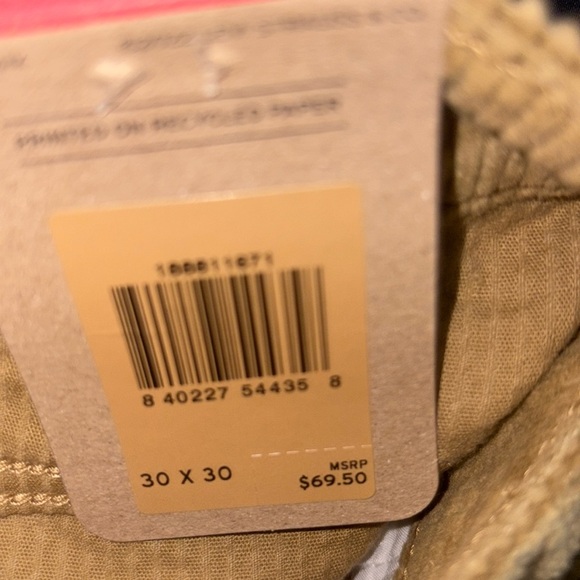 PRINTED ON RECYCLED PAPER
8 40227 54435 8
30 X 30
MSRP
$69.50